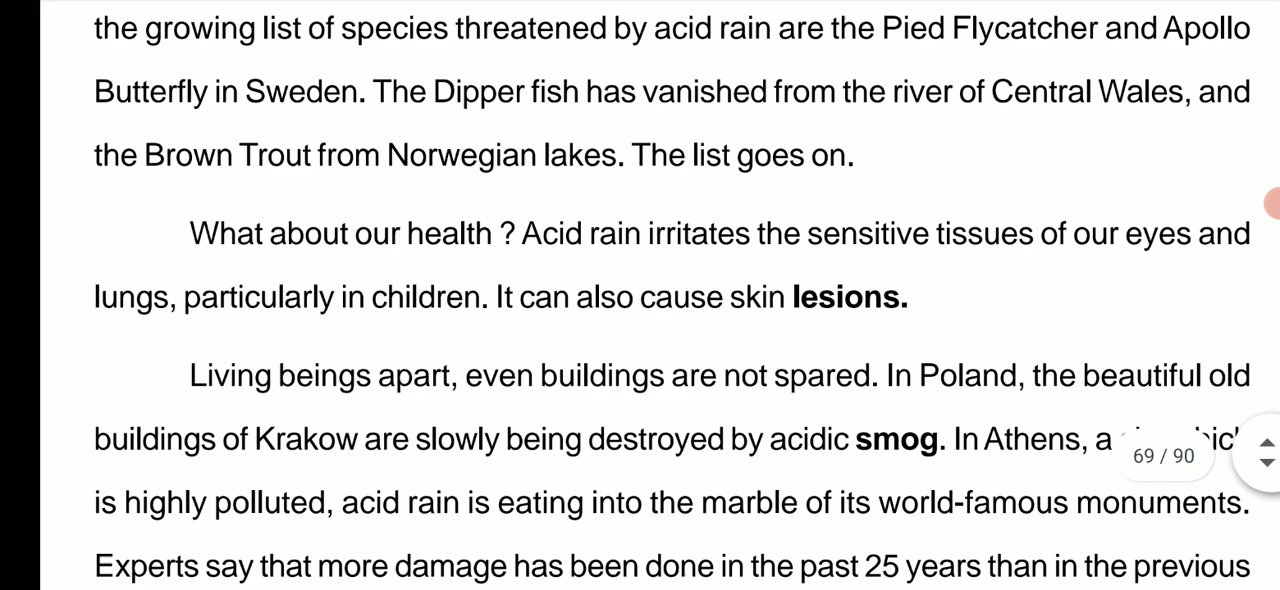 the growing list of species threatened by acid rain are the Pied Flycatcher and Apollo
Butterfly in Sweden. The Dipper fish has vanished from the river of Central Wales, and
the Brown Trout from Norwegian lakes. The list goes on.
What about our health ? Acid rain irritates the sensitive tissues of our eyes and
lungs, particularly in children. It can also cause skin lesions.
Living beings apart, even buildings are not spared. In Poland, the beautiful old
buildings of Krakow are slowly being destroyed by acidic smog. In Athens, a
69 / 90
is highly polluted, acid rain is eating into the marble of its world-famous monuments.
Experts say that more damage has been done in the past 25 years than in the previous